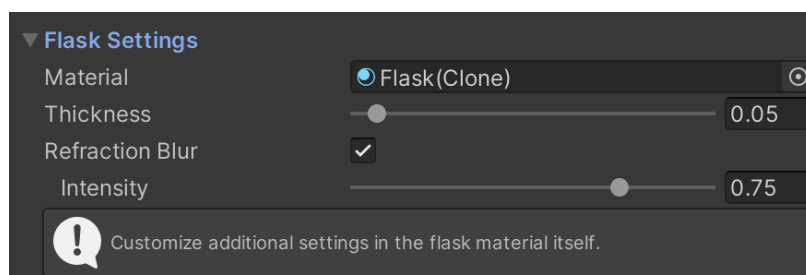 Flask Settings
Material Flask(Clone)
Thickness 0.05
Refraction Blur
Intensity 0.75
Customize additional settings in the flask material itself.